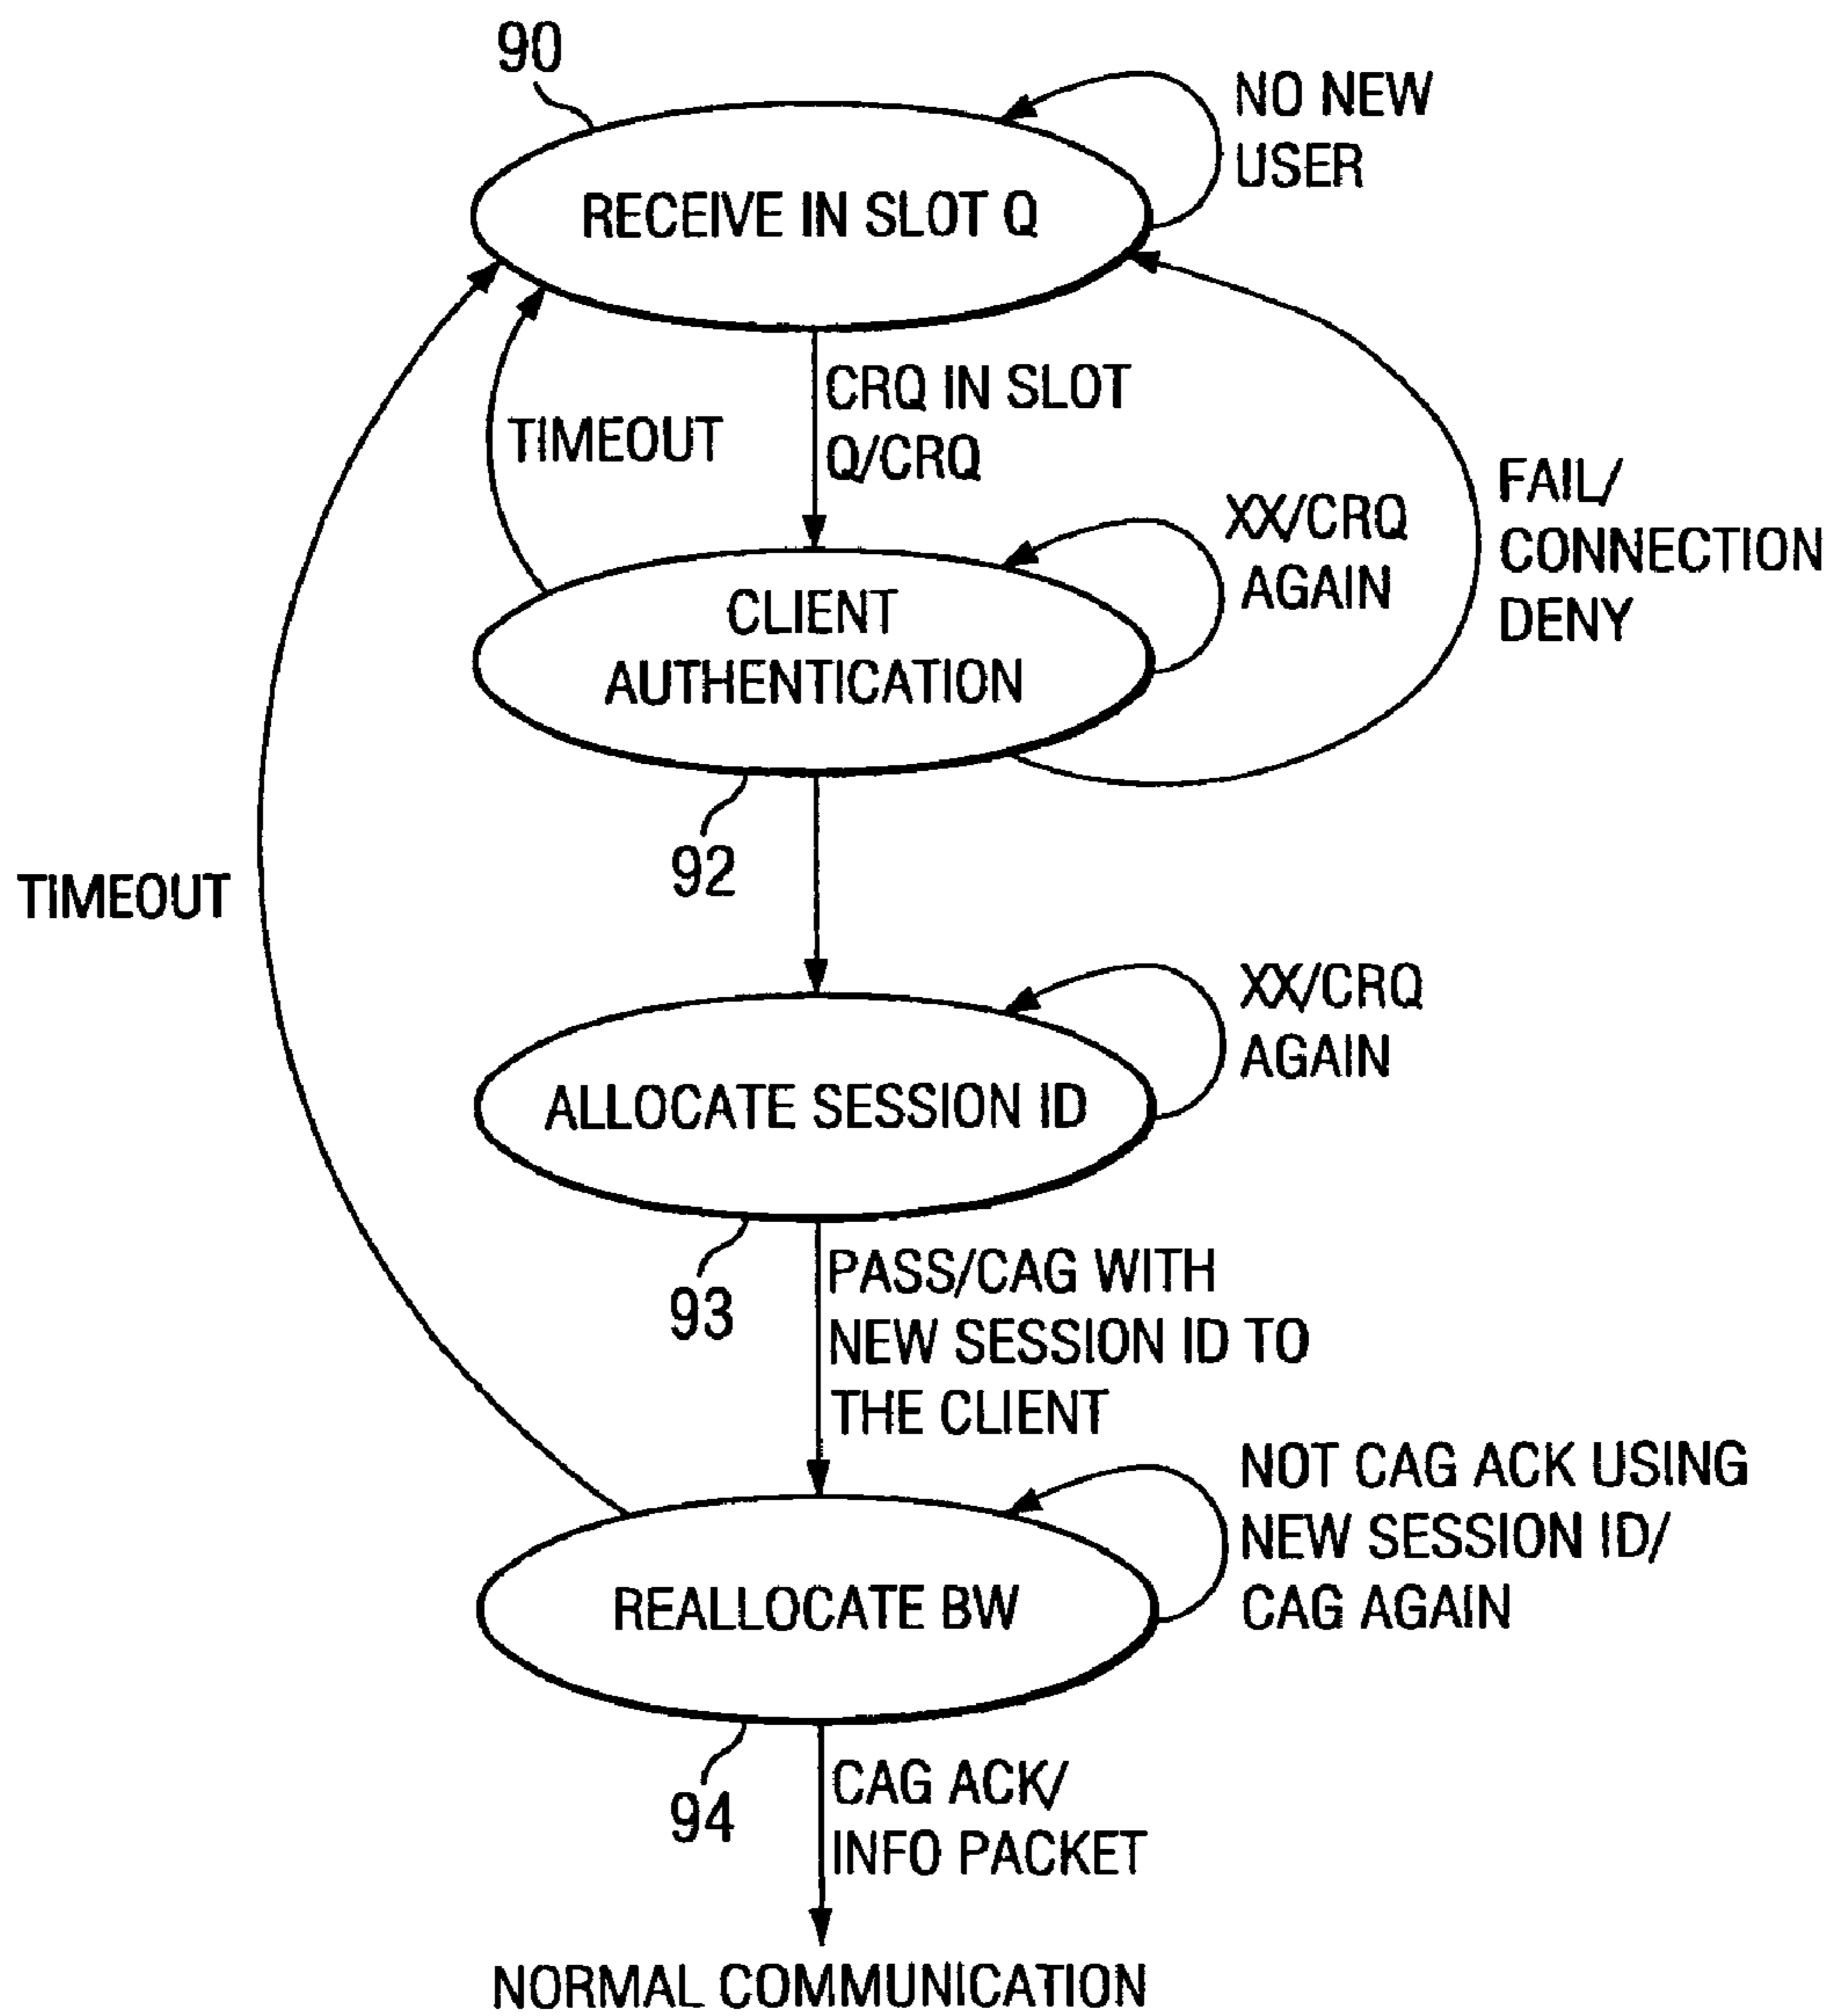 90
NO NEW
USER
RECEIVE IN SLOT Q
CRQ IN SLOT
Q/CRQ
TIMEOUT
FAIL/
CONNECTION
DENY
XX/CRQ
AGAIN
CLIENT
AUTHENTICATION
92
TIMEOUT
XX/CRQ
AGAIN
ALLOCATE SESSION ID
93
PASS/CAG WITH
NEW SESSION ID TO
THE CLIENT
NOT CAG ACK USING
NEW SESSION ID/
CAG AGAIN
REALLOCATE BW
94
CAG ACK/
INFO PACKET
NORMAL COMMUNICATION